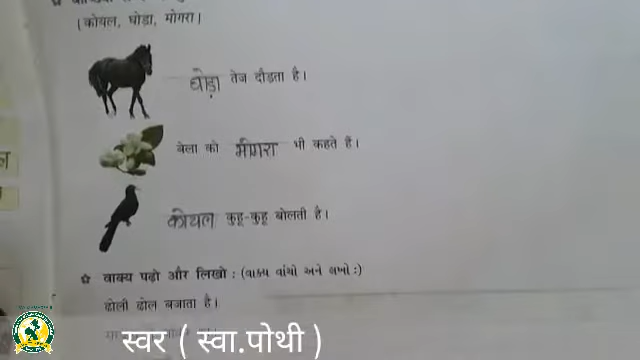 [कोयल, घोड़ा, मोगरा]
घोड़ा तेज दौड़ता है।
बेला को मोगरा भी कहते हैं।
कोयल कुहू-कुहू बोलती है।
☆ वाक्य पढ़ो और लिखो : (વાક્ય વાંચો અને લખો :)
ढोली ढोल बजाता है।
स्वर ( स्वा.पोथी )